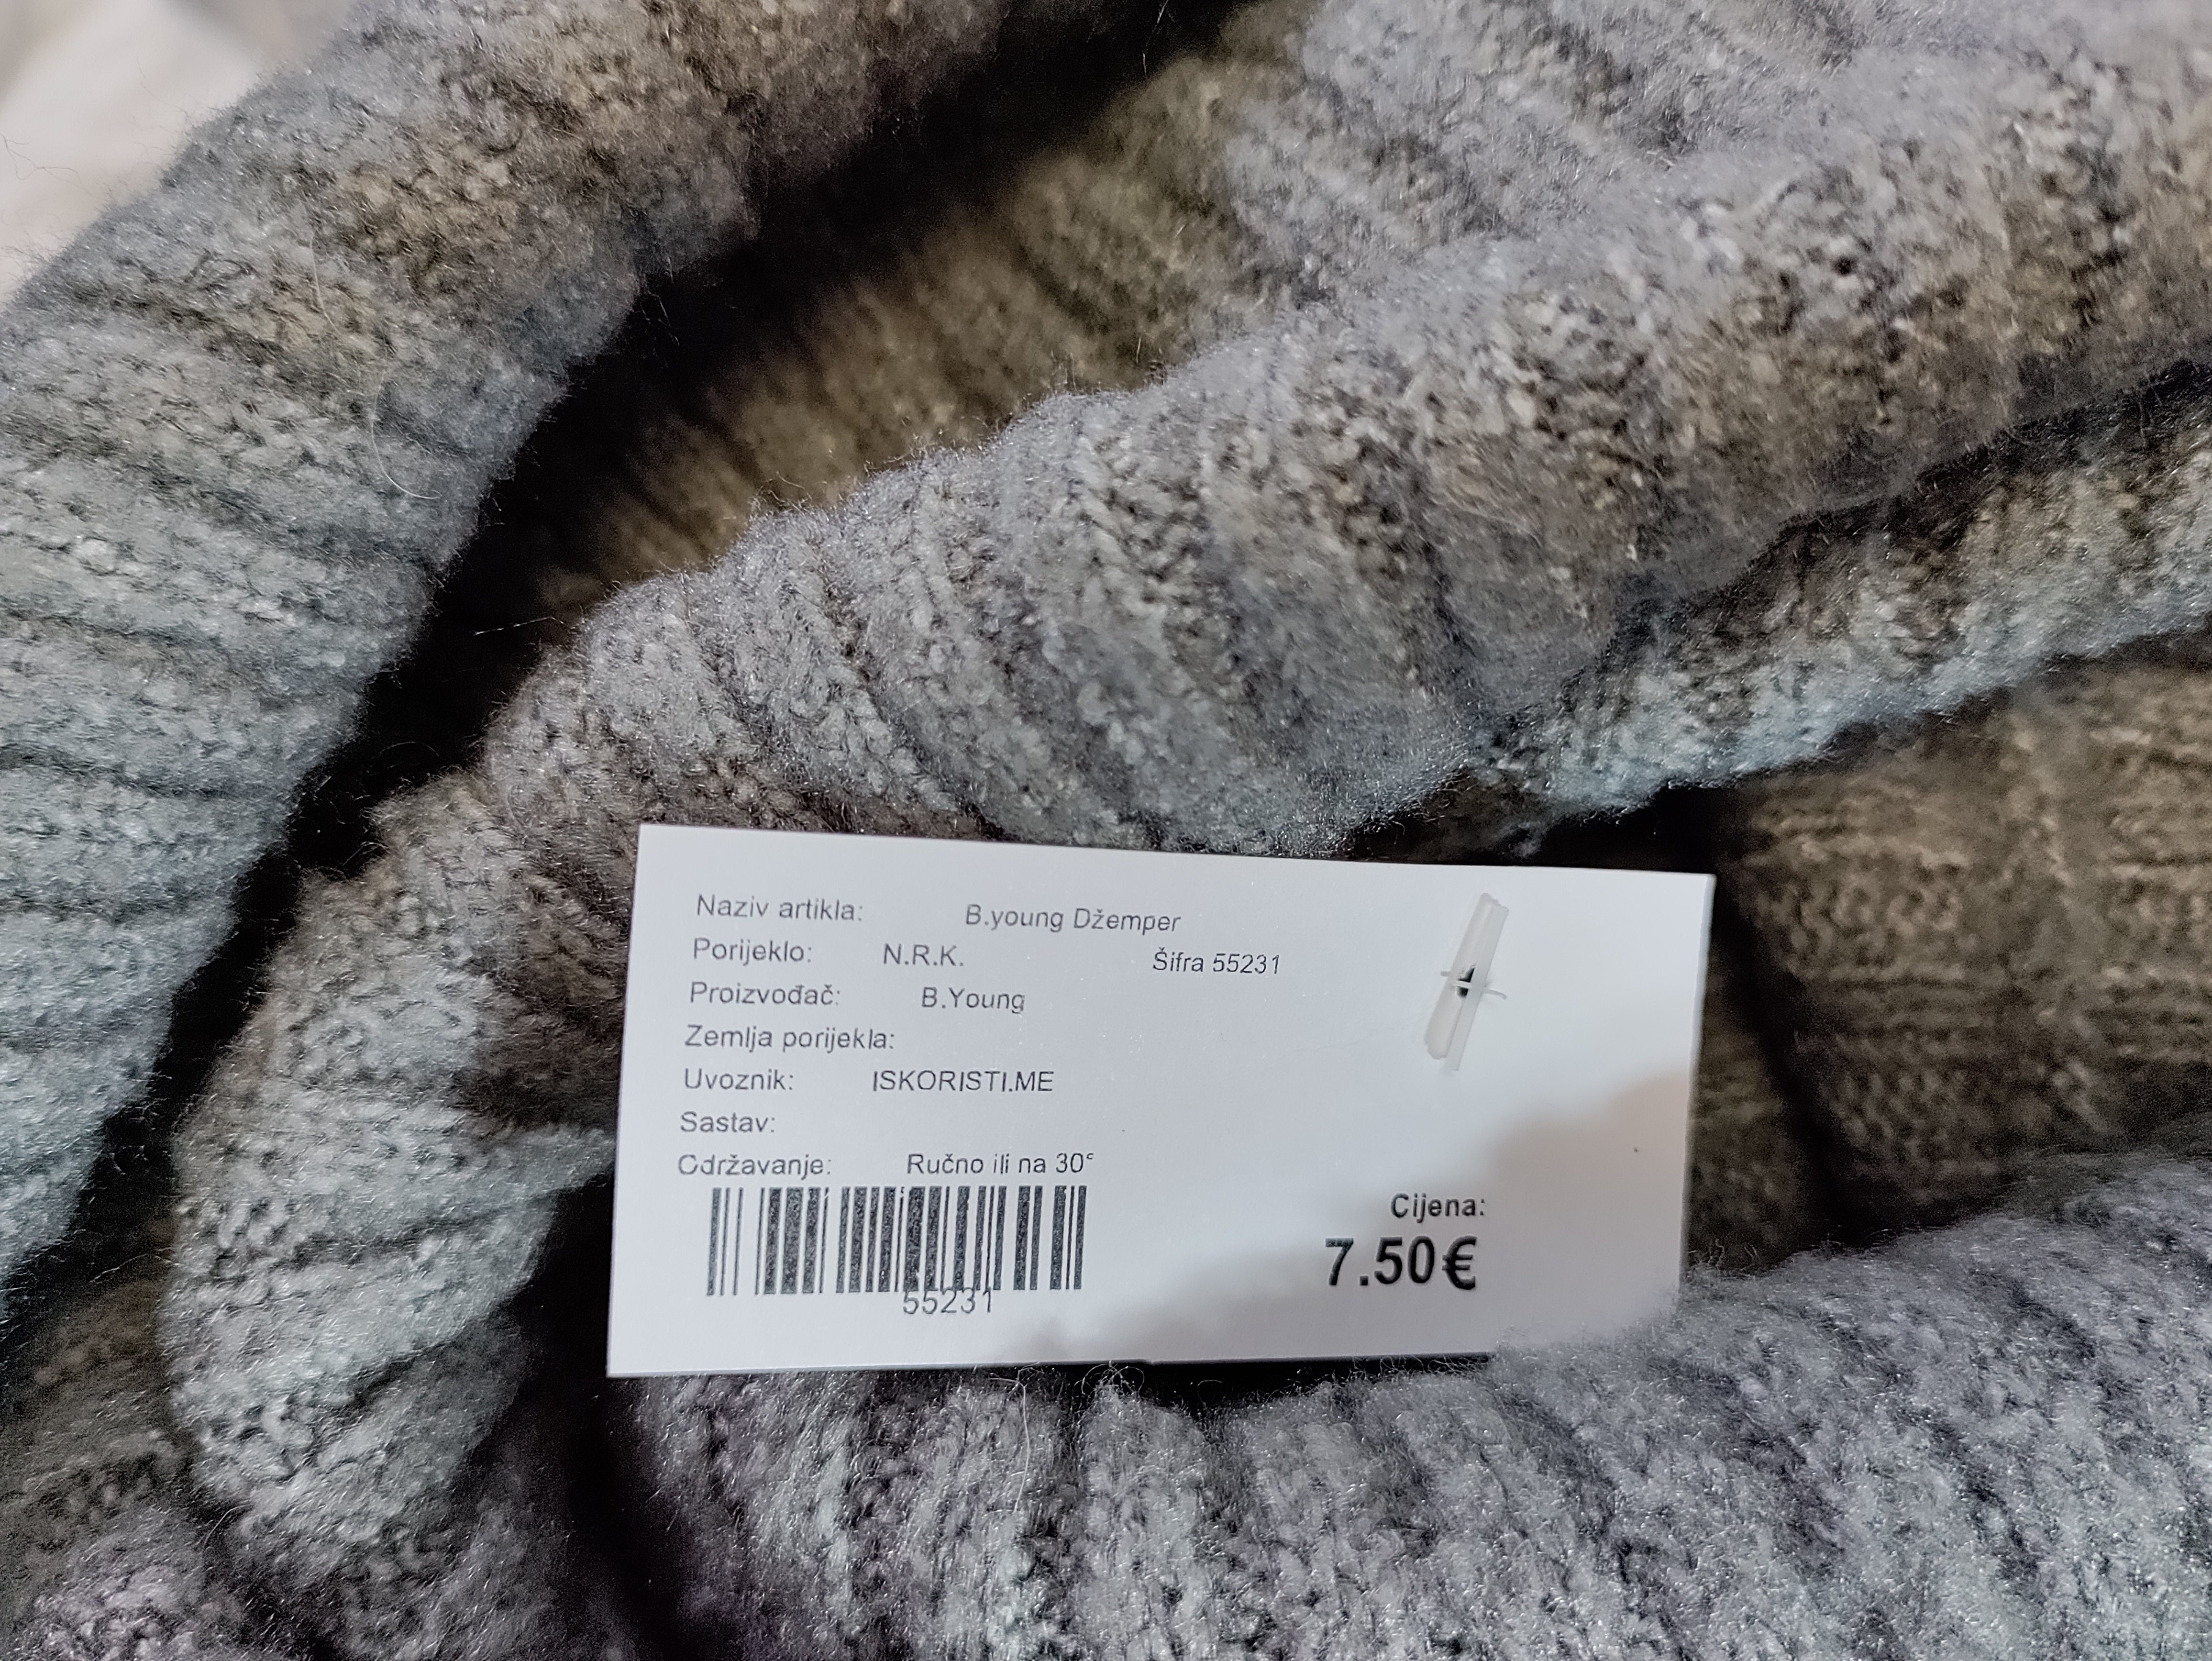 Naziv artikla: B.young Džemper
Porijeklo: N.R.K. Šifra 55231
Proizvođač: B.Young
Zemlja porijekla:
Uvoznik: ISKORISTI.ME
Sastav:
Održavanje: Ručno ili na 30°
55231
Cijena:
7.50€